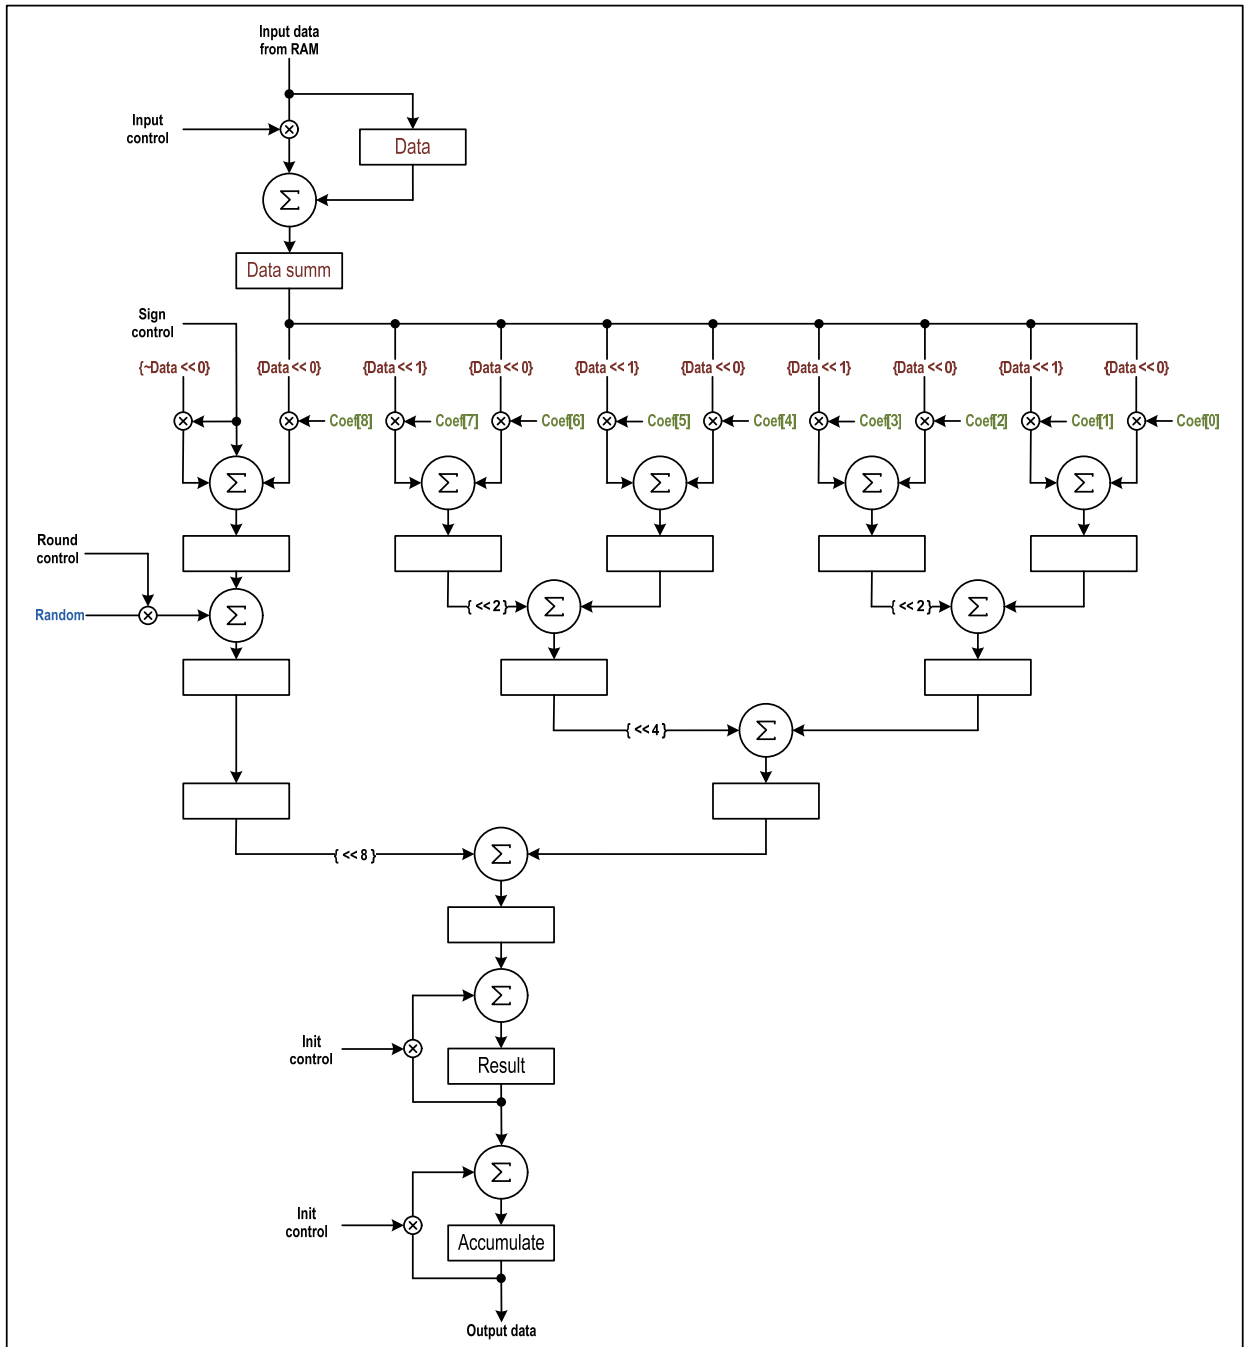 Input data
from RAM
Input
control
Data
Σ
Data summ
Sign
control
{~Data << 0}
{Data << 0}
{Data << 1}
{Data << 0}
{Data << 1}
{Data << 0}
{Data << 1}
{Data << 0}
{Data << 1}
{Data << 0}
Coef[8]
Coef[7]
Coef[6]
Coef[5]
Coef[4]
Coef[3]
Coef[2]
Coef[1]
Coef[0]
Σ
Σ
Σ
Σ
Σ
Round
control
Random
Σ
{ << 2 }
Σ
{ << 2 }
Σ
{ << 4 }
Σ
{ << 8 }
Σ
Σ
Init
control
Result
Σ
Init
control
Accumulate
Output data